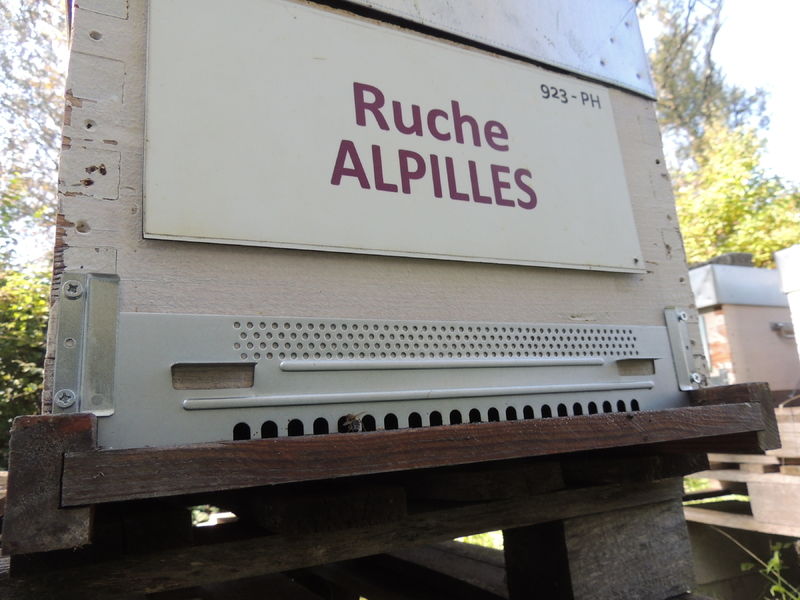 923 - PH
Ruche
ALPILLES